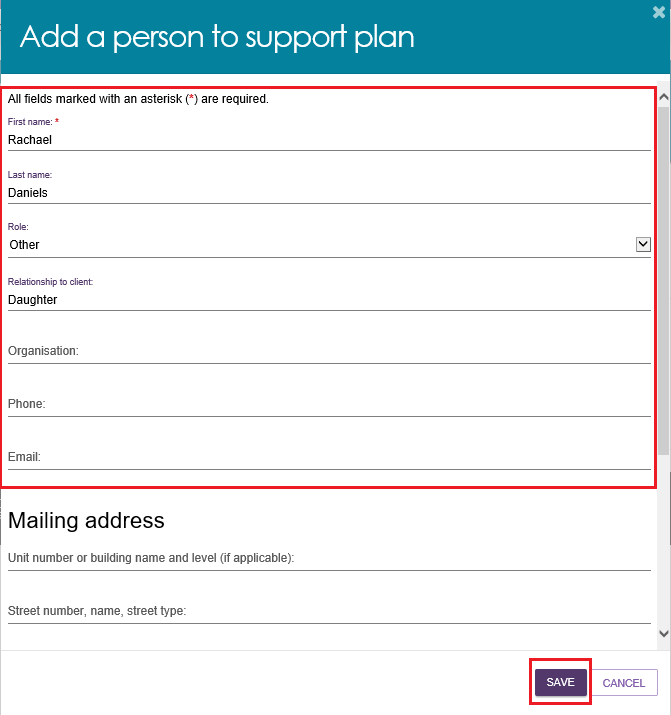 Add a person to support plan
All fields marked with an asterisk (*) are required.
First name: *
Rachael
Last name:
Daniels
Role:
Other
Relationship to client:
Daughter
Organisation:
Phone:
Email:
Mailing address
Unit number or building name and level (if applicable):
Street number, name, street type:
SAVE CANCEL